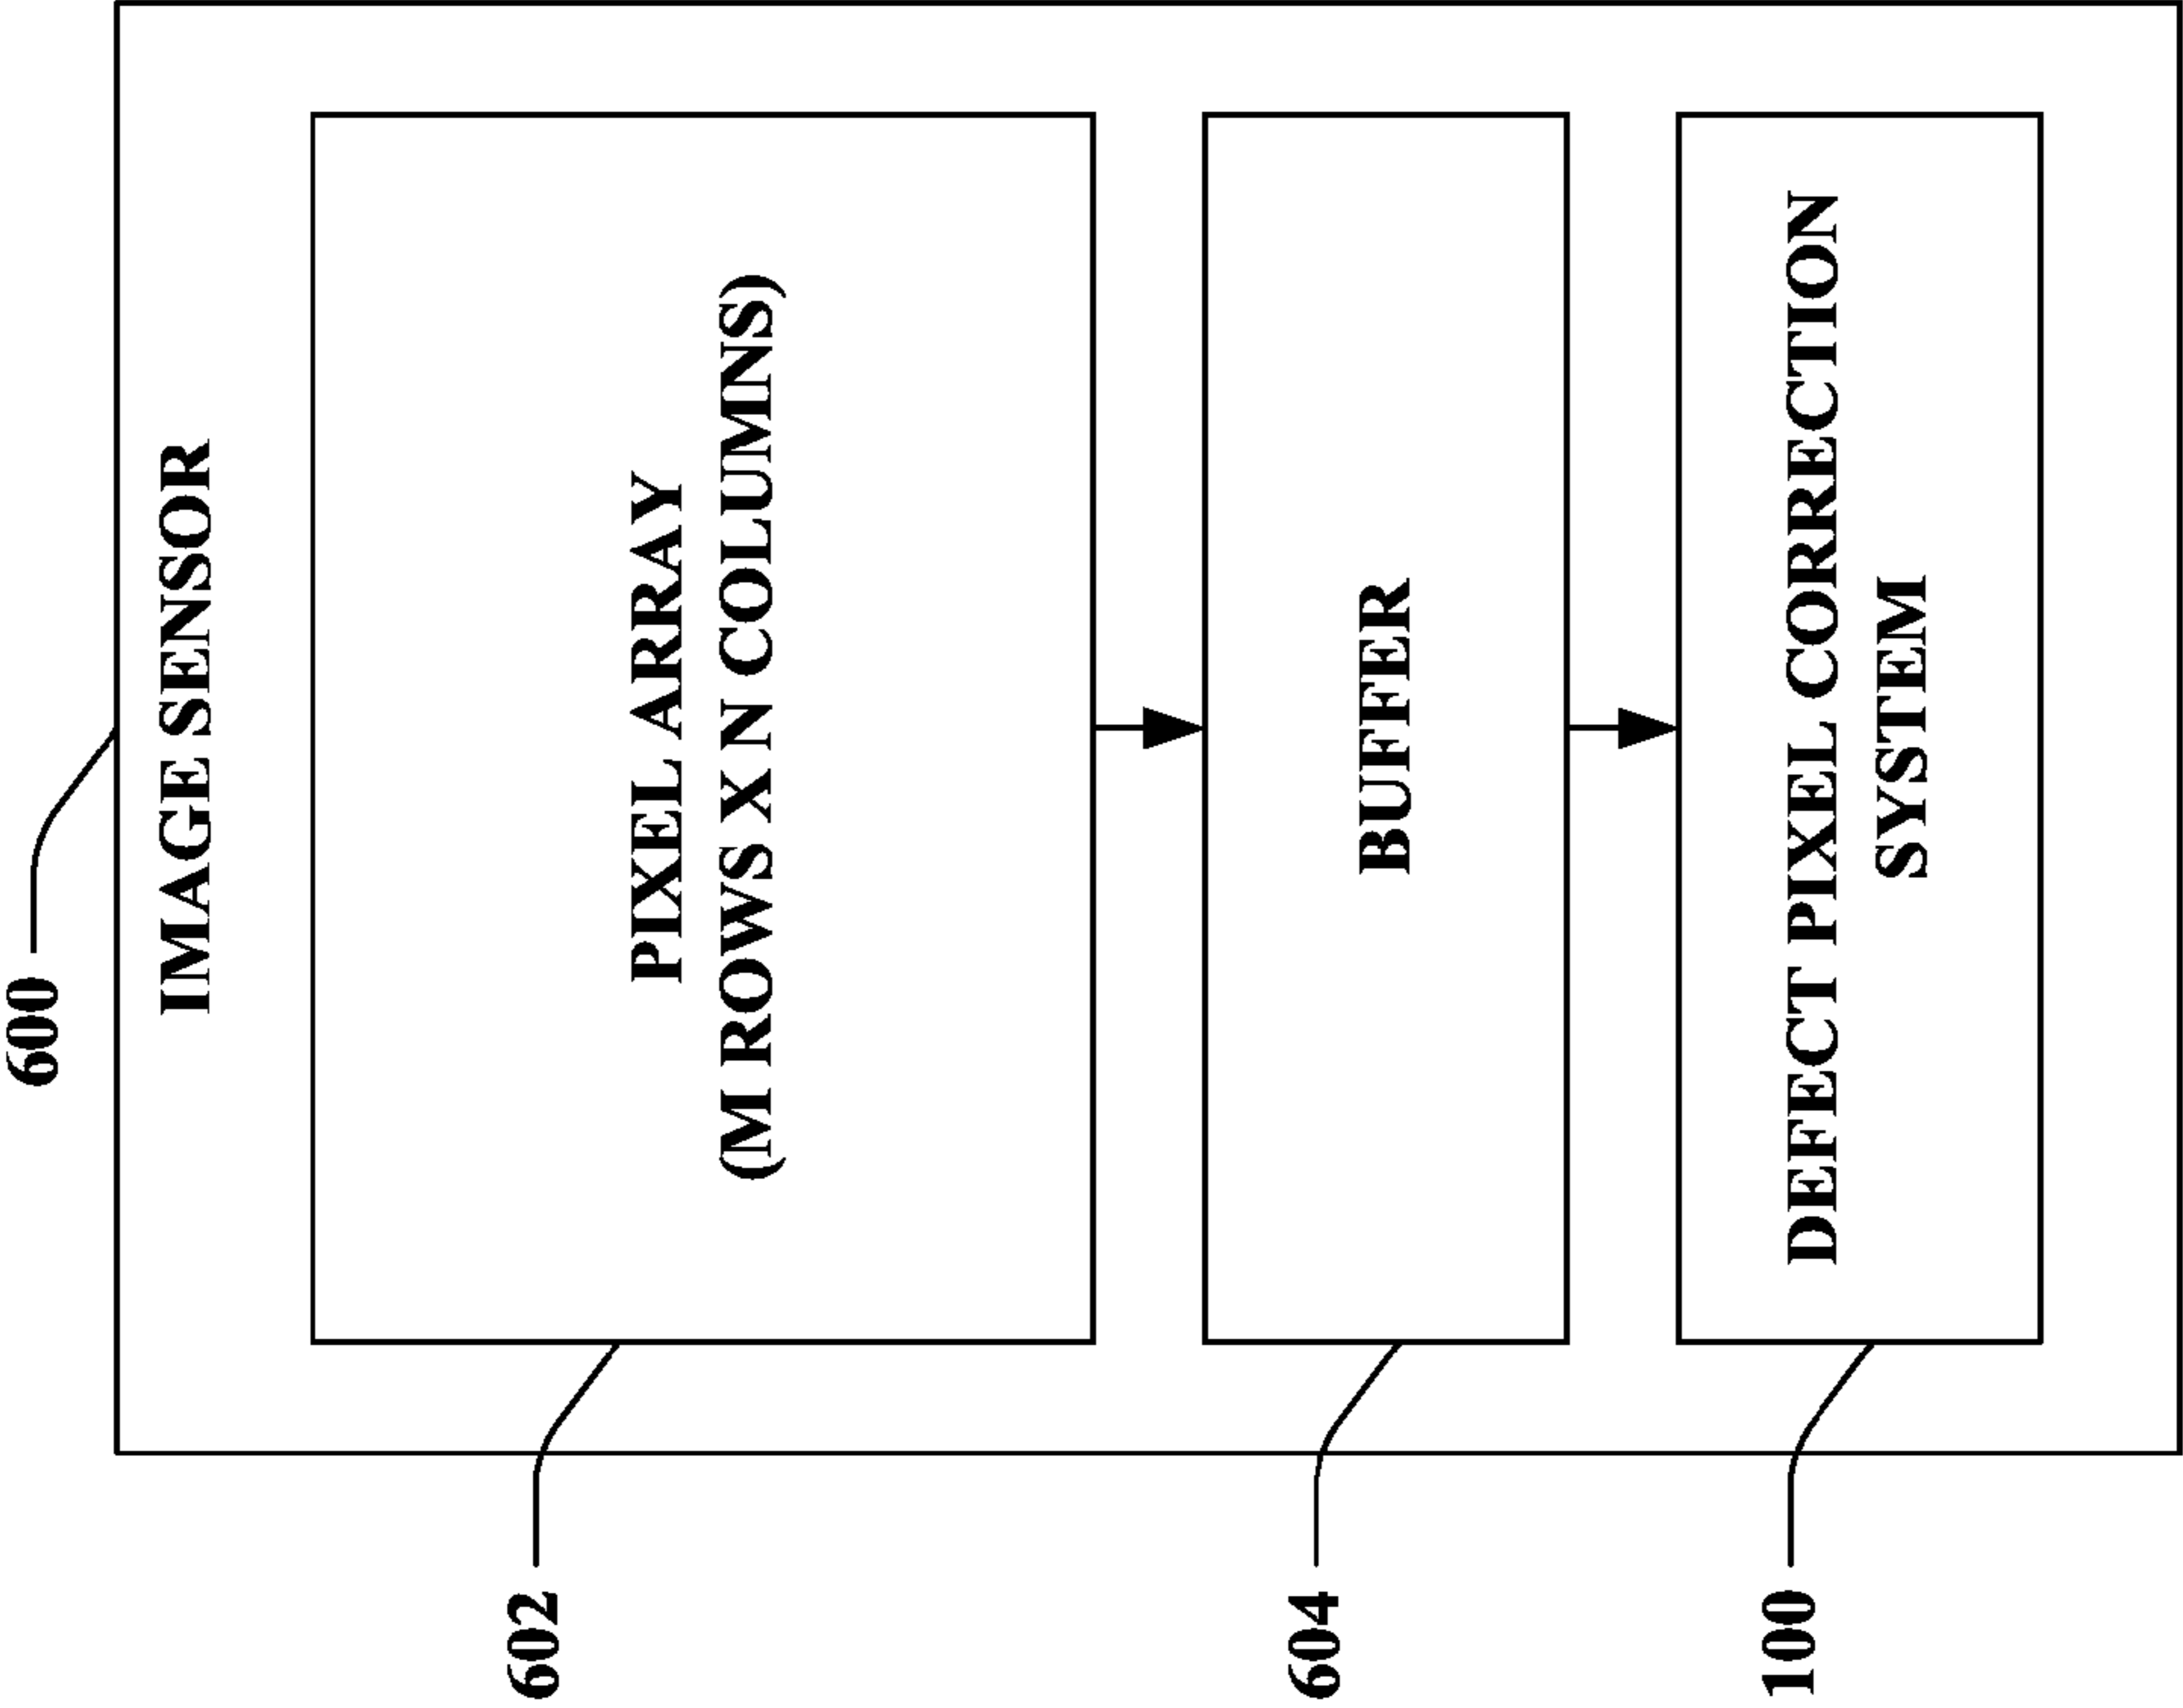 600
IMAGE SENSOR
602
PIXEL ARRAY
(M ROWS X N COLUMNS)
604
BUFFER
100
DEFECT PIXEL CORRECTION
SYSTEM